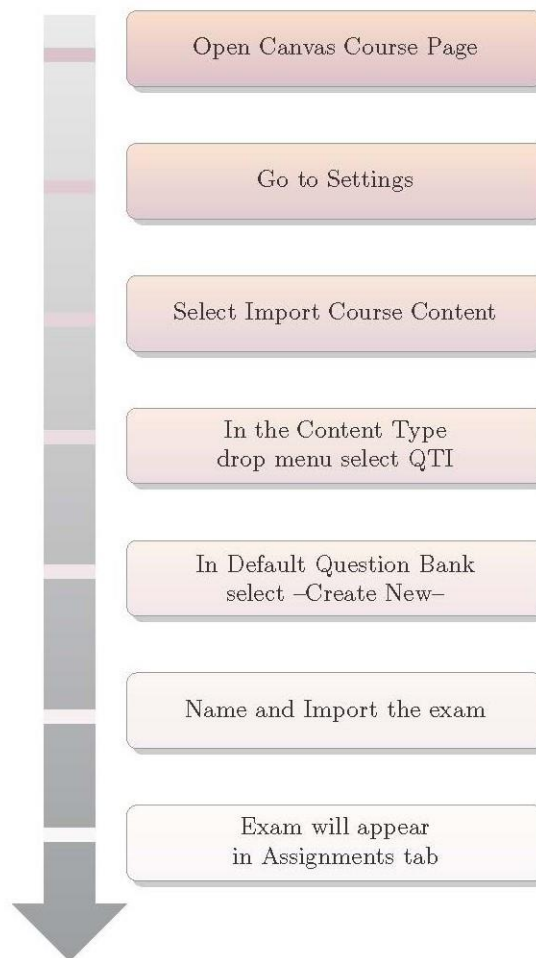 Open Canvas Course Page
Go to Settings
Select Import Course Content
In the Content Type
drop menu select QTI
In Default Question Bank
select –Create New–
Name and Import the exam
Exam will appear
in Assignments tab